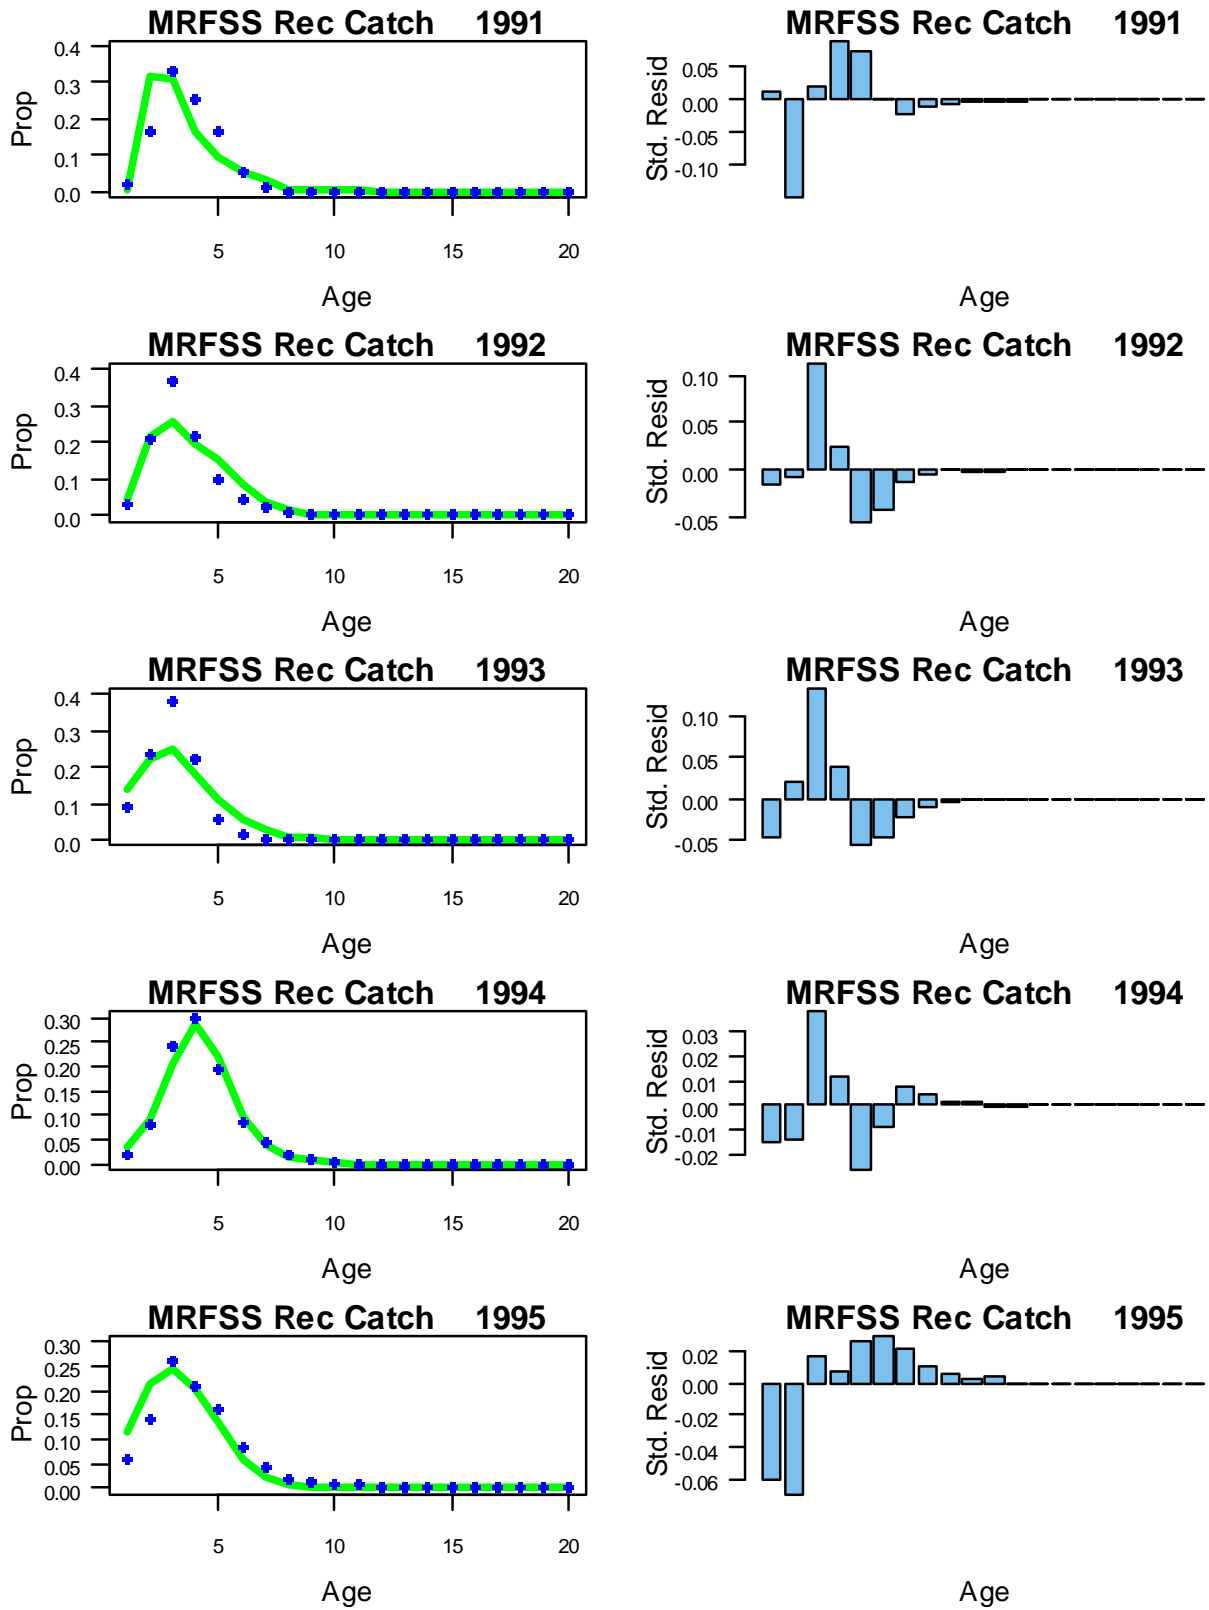 MRFSS Rec Catch 1991
Prop
0.4
0.3
0.2
0.1
0.0
5 10 15 20
Age
MRFSS Rec Catch 1991
Std. Resid
0.05
0.00
-0.05
-0.10
Age
MRFSS Rec Catch 1992
Prop
0.4
0.3
0.2
0.1
0.0
5 10 15 20
Age
MRFSS Rec Catch 1992
Std. Resid
0.10
0.05
0.00
-0.05
Age
MRFSS Rec Catch 1993
Prop
0.4
0.3
0.2
0.1
0.0
5 10 15 20
Age
MRFSS Rec Catch 1993
Std. Resid
0.10
0.05
0.00
-0.05
Age
MRFSS Rec Catch 1994
Prop
0.30
0.25
0.20
0.15
0.10
0.05
0.00
5 10 15 20
Age
MRFSS Rec Catch 1994
Std. Resid
0.03
0.02
0.01
0.00
-0.01
-0.02
Age
MRFSS Rec Catch 1995
Prop
0.30
0.25
0.20
0.15
0.10
0.05
0.00
5 10 15 20
Age
MRFSS Rec Catch 1995
Std. Resid
0.02
0.00
-0.02
-0.04
-0.06
Age